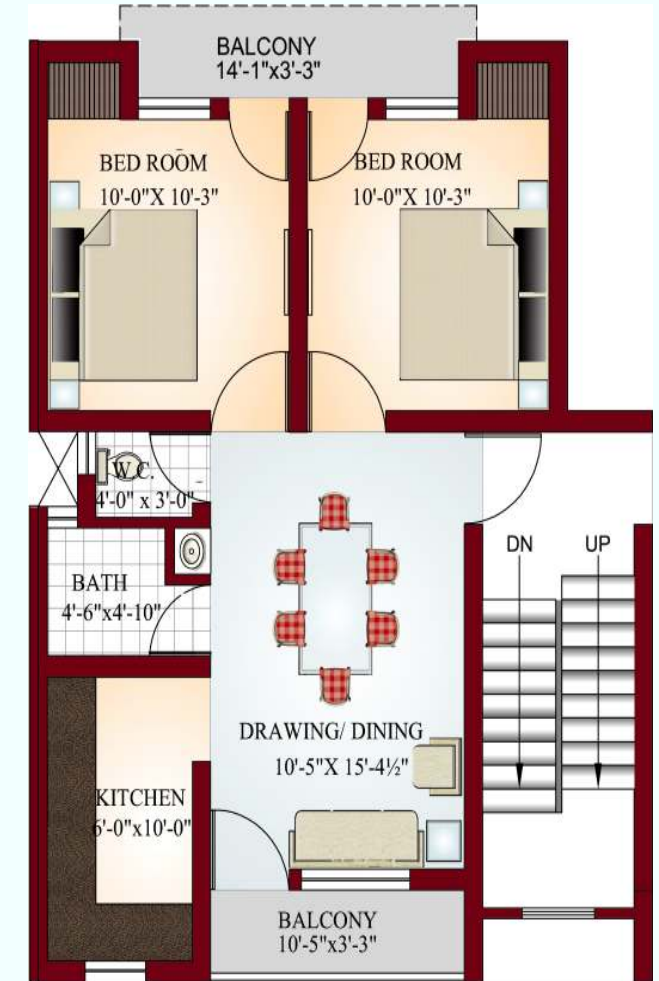 BALCONY
14'-1"x3'-3"
BED ROOM
10'-0"X 10'-3"
BED ROOM
10'-0"X 10'-3"
W.C.
4'-0" x 3'-0"
BATH
4'-6"x4'-10"
DN
UP
DRAWING/ DINING
10'-5"X 15'-4½"
KITCHEN
6'-0"x10'-0"
BALCONY
10'-5"x3'-3"